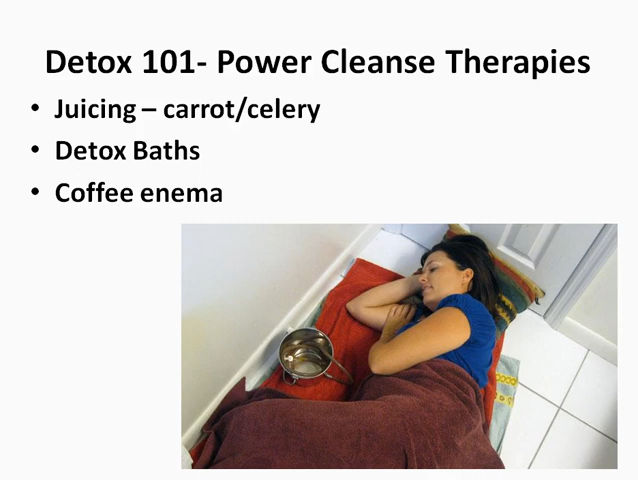 Detox 101- Power Cleanse Therapies
• Juicing – carrot/celery
• Detox Baths
• Coffee enema